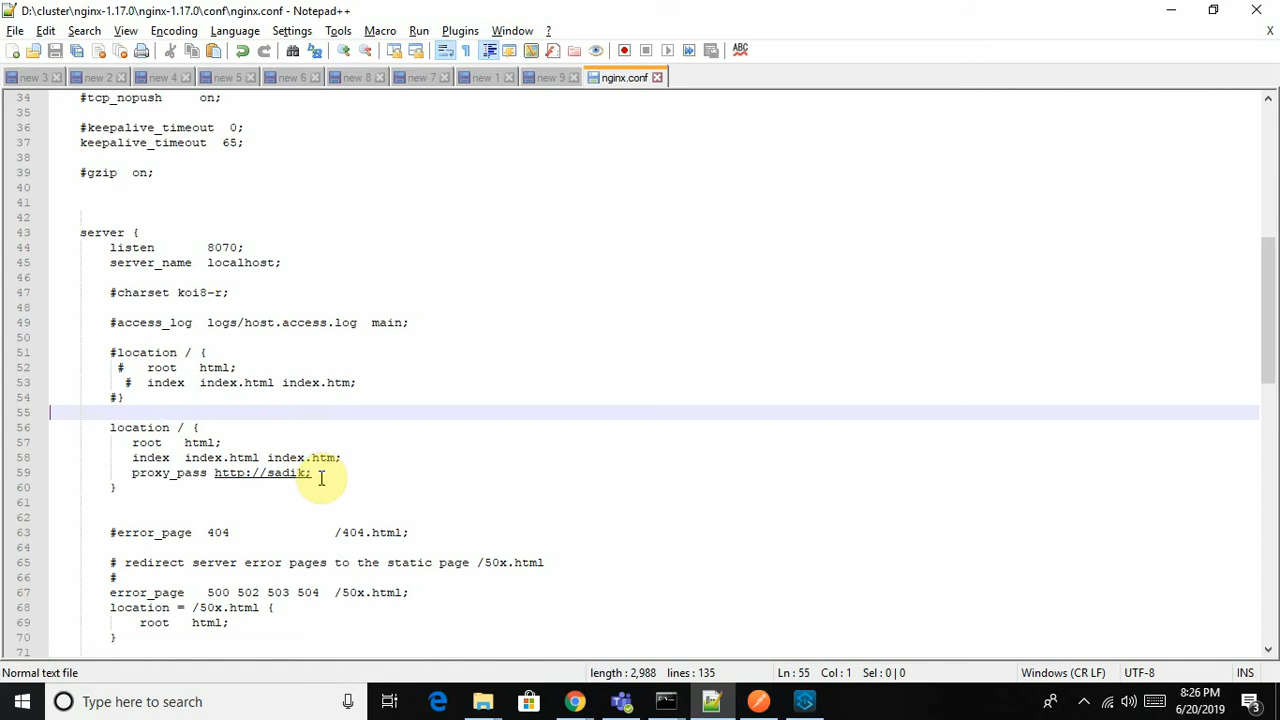 D:\cluster\nginx-1.17.0\nginx-1.17.0\conf\nginx.conf - Notepad++
File Edit Search View Encoding Language Settings Tools Macro Run Plugins Window ? X
ABC
new 3 new 2 new 4 new 5 new 6 new 8 new 7 new 1 new 9 nginx.conf
34 #tcp_nopush on;
35
36 #keepalive_timeout 0;
37 keepalive_timeout 65;
38
39 #gzip on;
40
41
42
43 server {
44 listen 8070;
45 server_name localhost;
46
47 #charset koi8-r;
48
49 #access_log logs/host.access.log main;
50
51 #location / {
52 # root html;
53 # index index.html index.htm;
54 #}
55
56 location / {
57 root html;
58 index index.html index.htm;
59 proxy_pass http://sadik;
60 }
61
62
63 #error_page 404 /404.html;
64
65 # redirect server error pages to the static page /50x.html
66 #
67 error_page 500 502 503 504 /50x.html;
68 location = /50x.html {
69 root html;
70 }
71
Normal text file length : 2,988 lines : 135 Ln : 55 Col : 1 Sel : 0 | 0 Windows (CR LF) UTF-8 INS
Type here to search
8:26 PM
6/20/2019
3